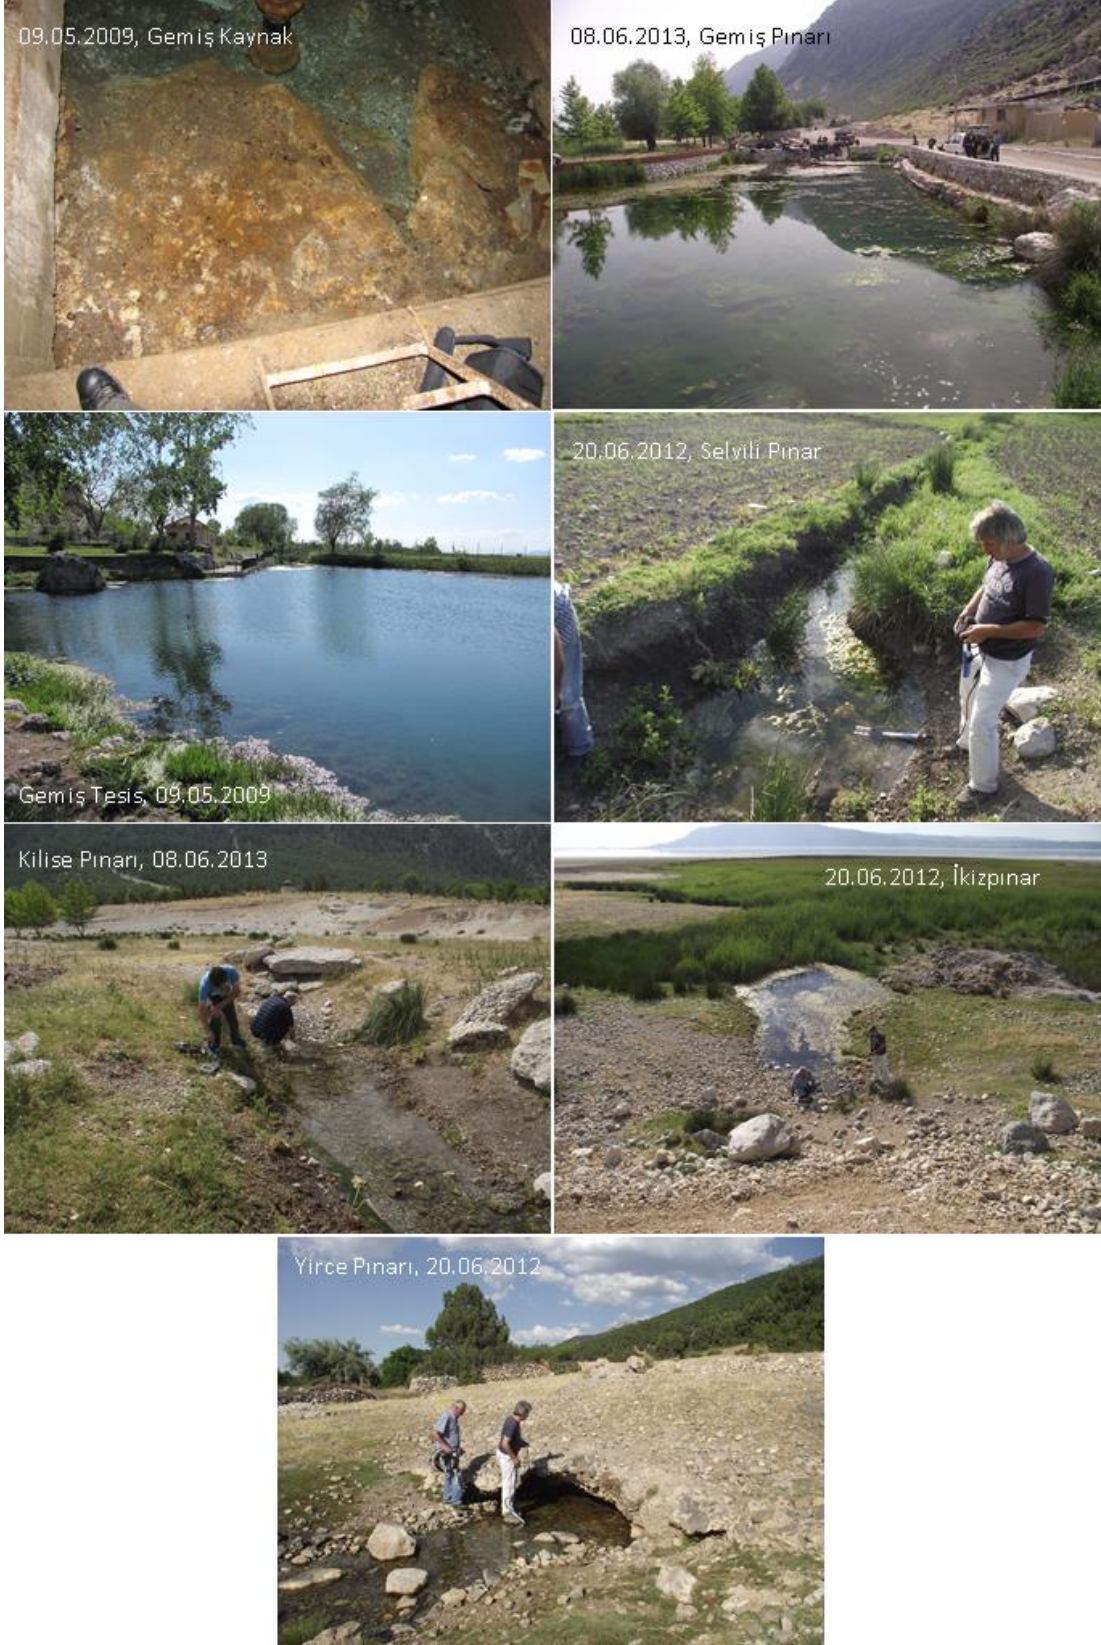 09.05.2009, Gemiş Kaynak
08.06.2013, Gemiş Pınarı
Gemiş Tesis, 09.05.2009
20.06.2012, Selvili Pınar
Kilise Pınarı, 08.06.2013
20.06.2012, İkizpınar
Yirce Pınarı, 20.06.2012